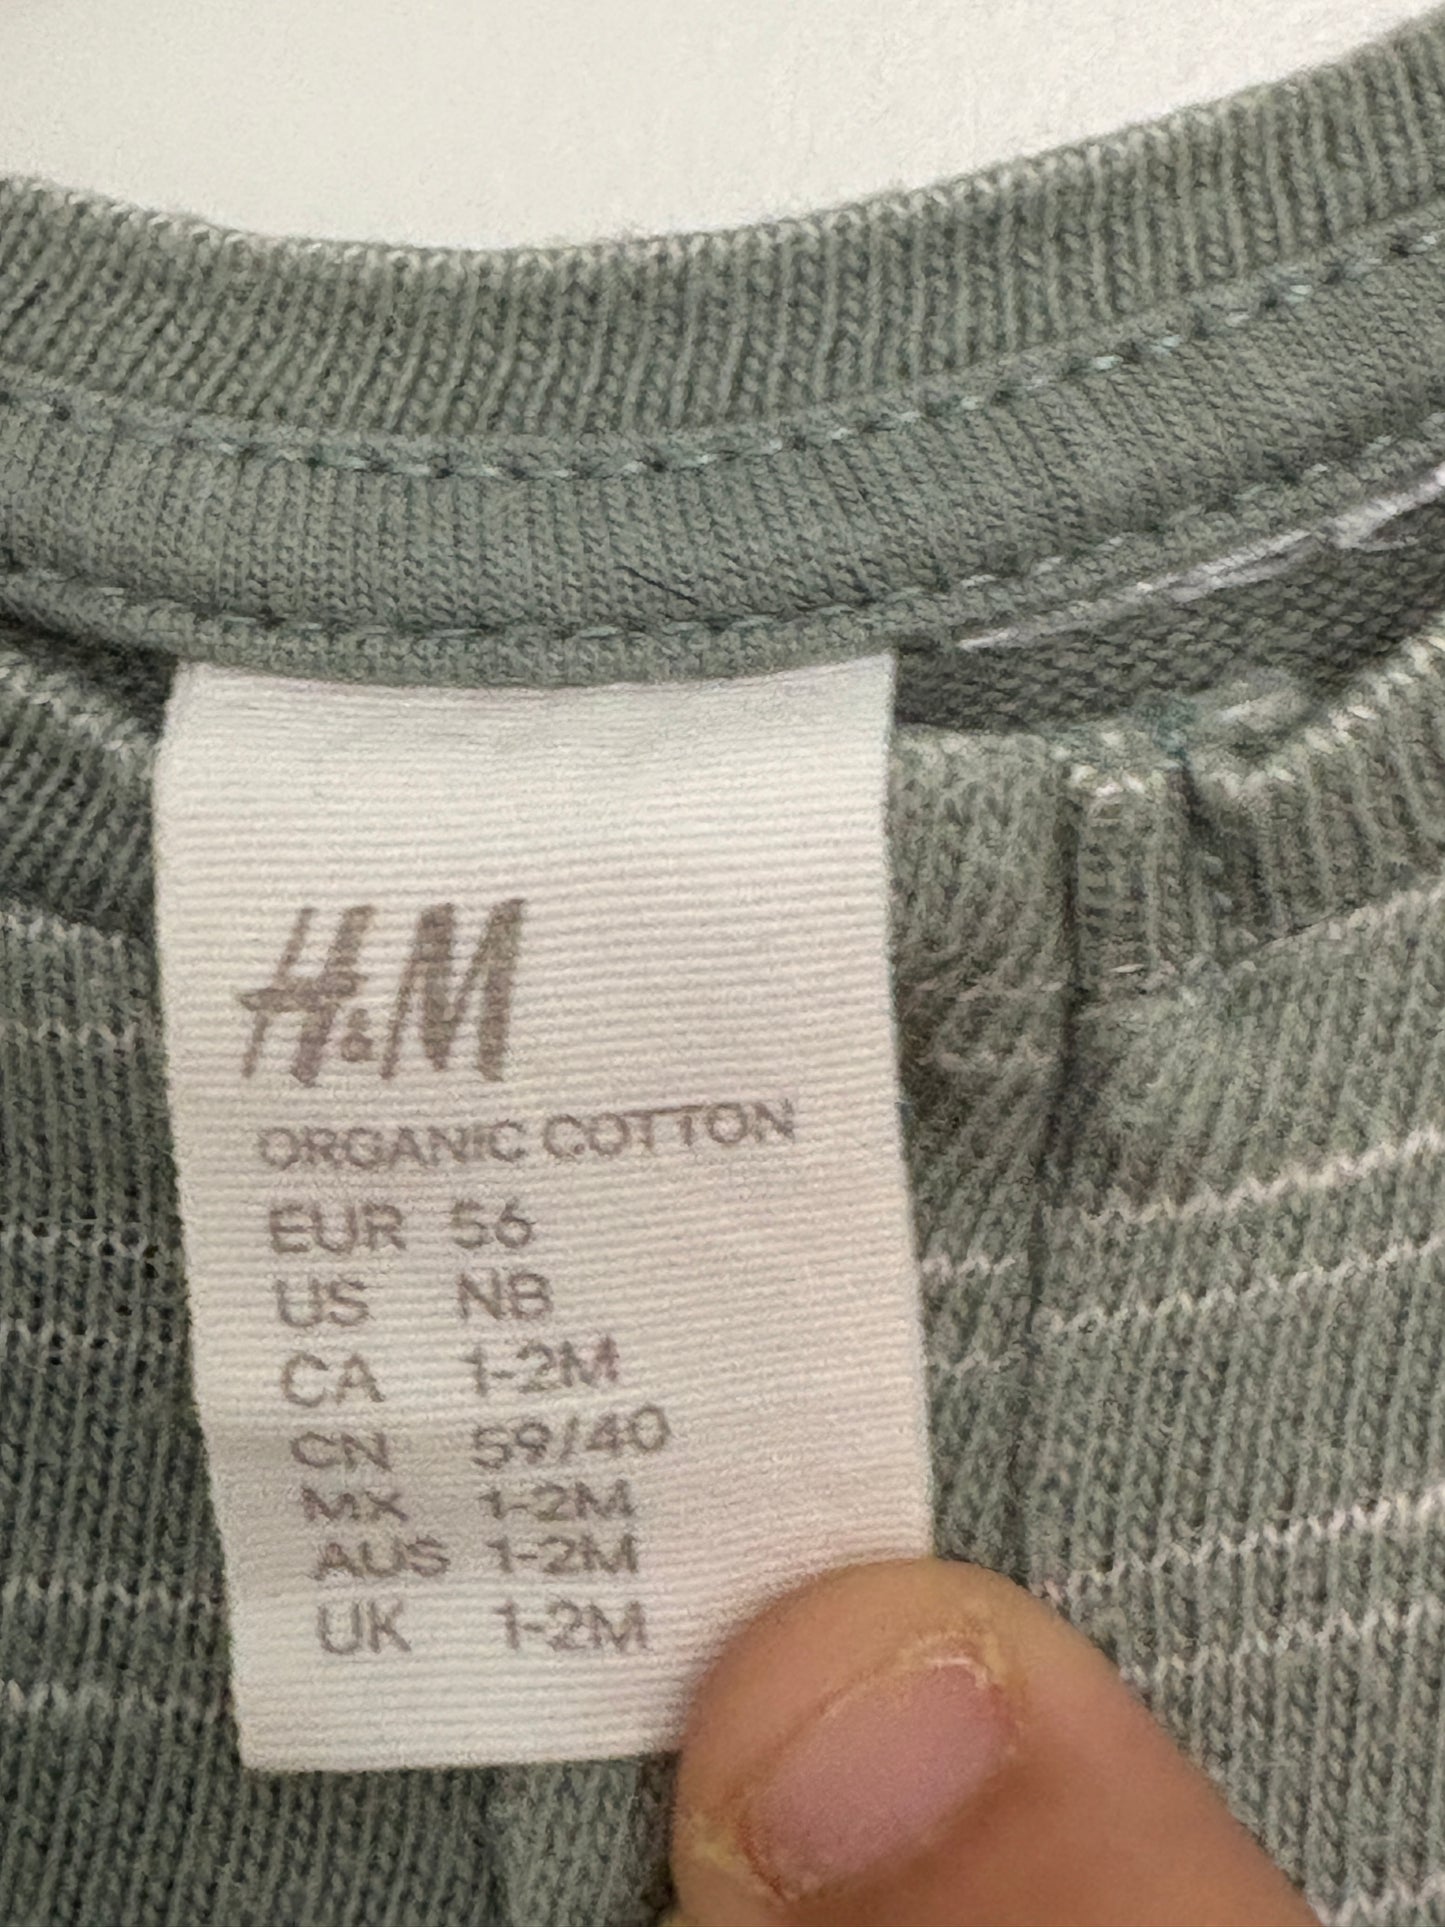 H&M
ORGANIC COTTON
EUR 56
US NB
CA 1-2M
CN 59/40
MX 1-2M
AUS 1-2M
UK 1-2M